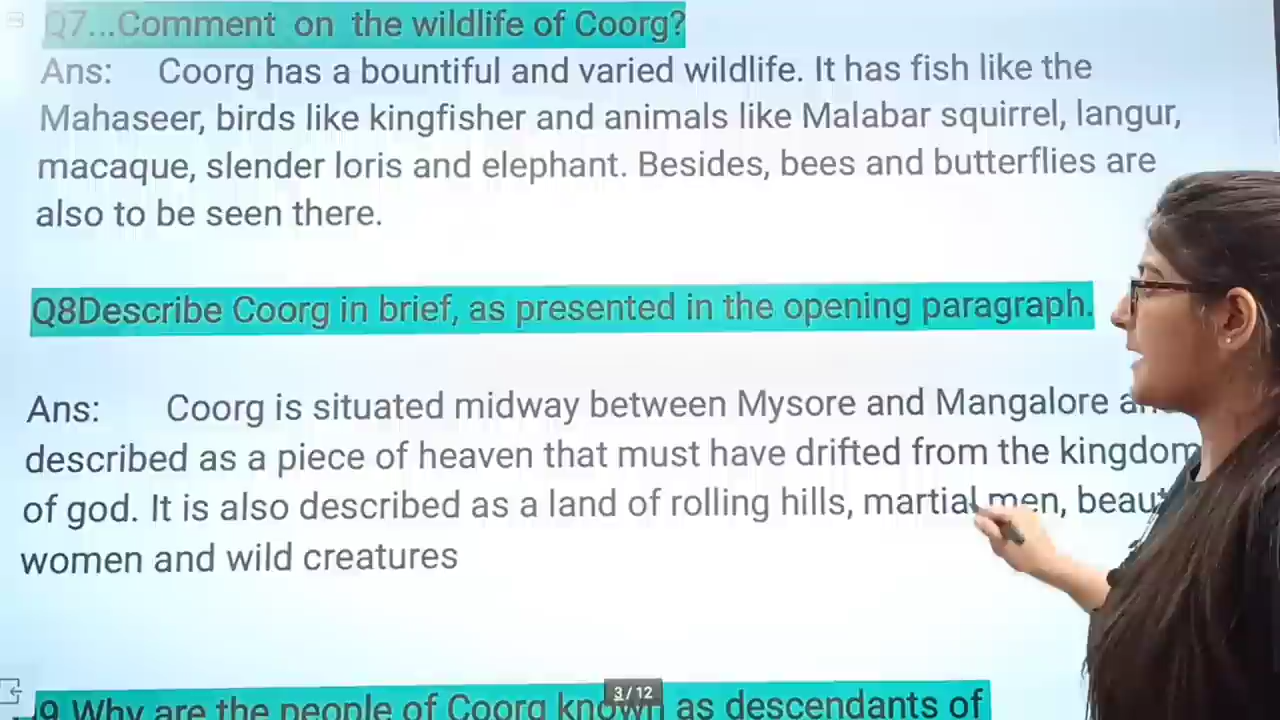 Q7...Comment on the wildlife of Coorg?
Ans: Coorg has a bountiful and varied wildlife. It has fish like the
Mahaseer, birds like kingfisher and animals like Malabar squirrel, langur,
macaque, slender loris and elephant. Besides, bees and butterflies are
also to be seen there.
Q8Describe Coorg in brief, as presented in the opening paragraph.
Ans: Coorg is situated midway between Mysore and Mangalore
described as a piece of heaven that must have drifted from the kingdom
of god. It is also described as a land of rolling hills, martial men,
women and wild creatures
9 Why are the people of Coorg known as descendants of
3/12